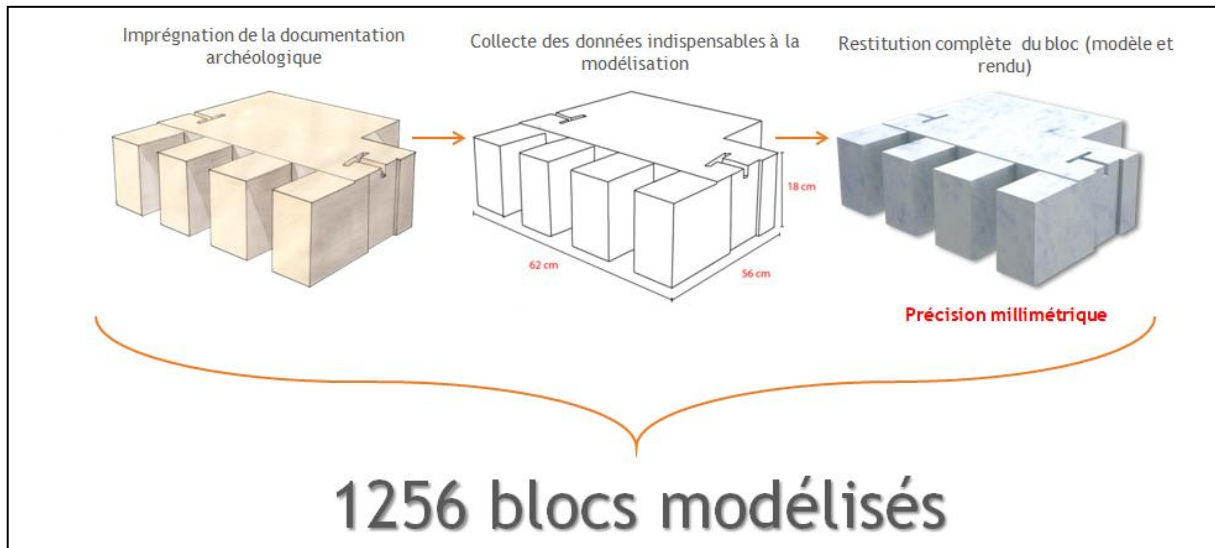 Imprégnation de la documentation
archéologique
Collecte des données indispensables à la
modélisation
Restitution complète du bloc (modèle et
rendu)
18 cm
62 cm
56 cm
Précision millimétrique
1256 blocs modélisés